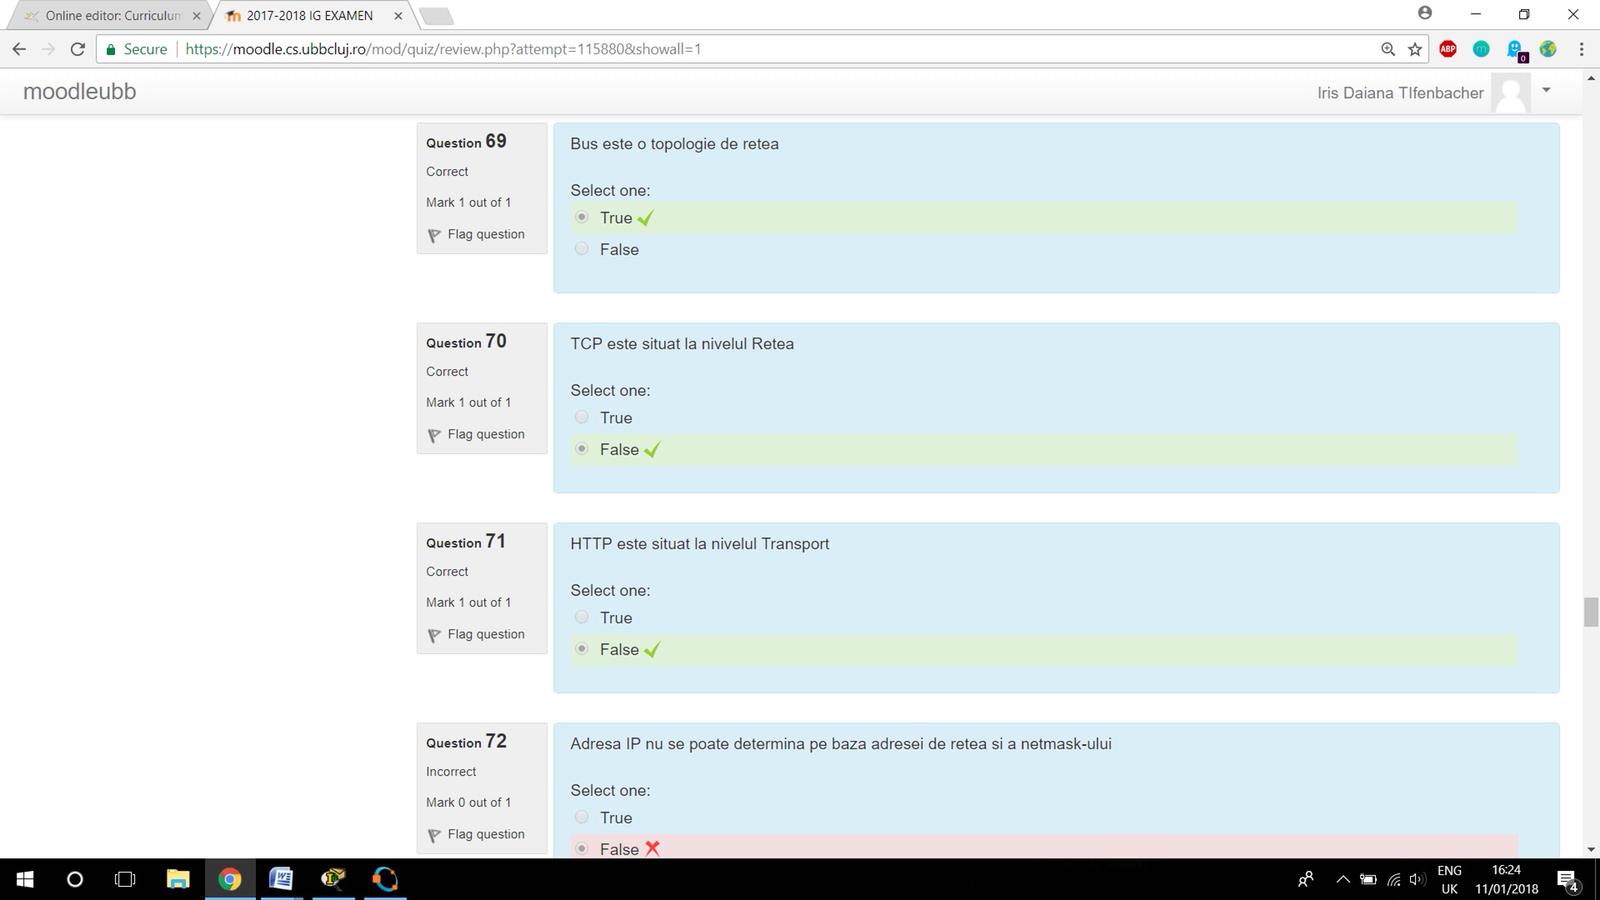 Online editor: Curriculum
2017-2018 IG EXAMEN
Secure
https://moodle.cs.ubbcluj.ro/mod/quiz/review.php?attempt=115880&showall=1
ABP
m
0
moodleubb
Iris Daiana TIfenbacher
Question 69
Correct
Mark 1 out of 1
Flag question
Bus este o topologie de retea
Select one:
True
False
Question 70
Correct
Mark 1 out of 1
Flag question
TCP este situat la nivelul Retea
Select one:
True
False
Question 71
Correct
Mark 1 out of 1
Flag question
HTTP este situat la nivelul Transport
Select one:
True
False
Question 72
Incorrect
Mark 0 out of 1
Flag question
Adresa IP nu se poate determina pe baza adresei de retea si a netmask-ului
Select one:
True
False
ENG
UK
16:24
11/01/2018
4